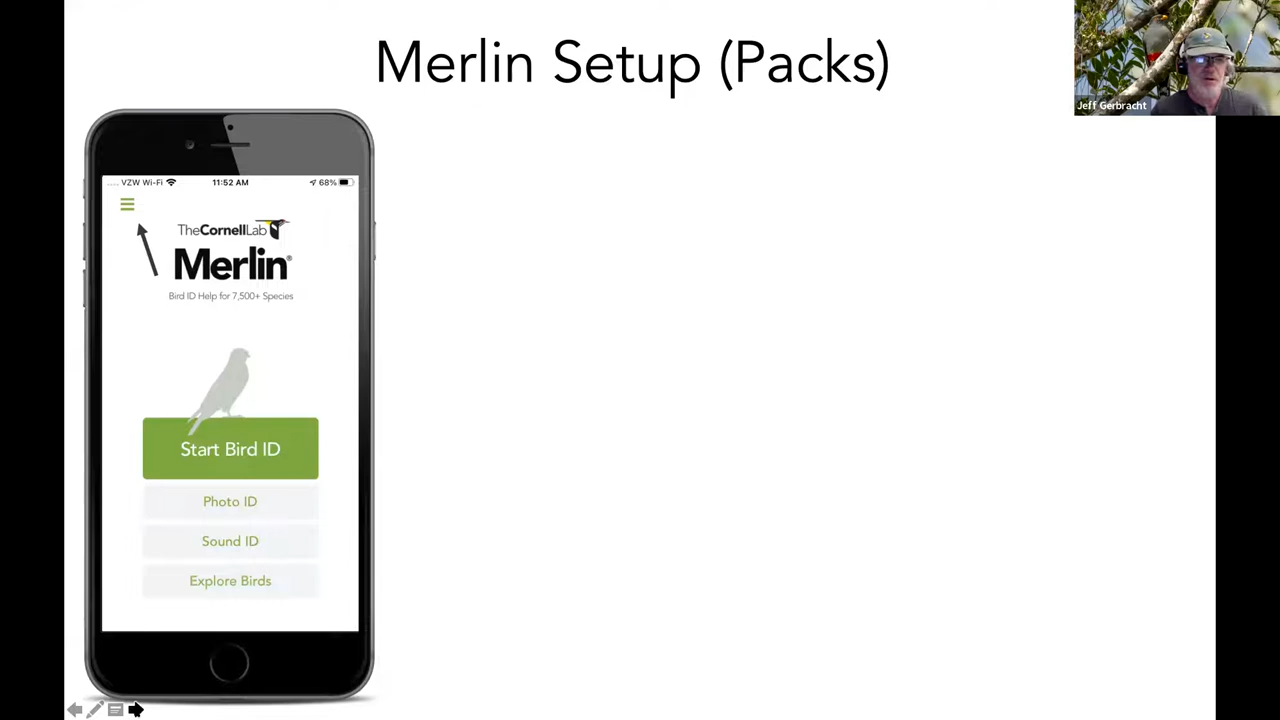 Merlin Setup (Packs)
Jeff Gerbracht
VZW Wi-Fi 11:52 AM 68%
TheCornellLab
Merlin®
Bird ID Help for 7,500+ Species
Start Bird ID
Photo ID
Sound ID
Explore Birds